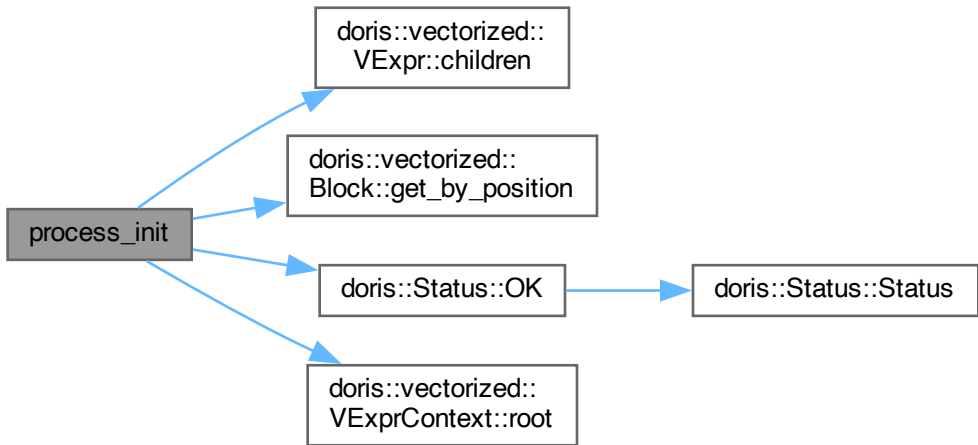 doris::vectorized::
VExpr::children
doris::vectorized::
Block::get_by_position
process_init
doris::Status::OK
doris::Status::Status
doris::vectorized::
VExprContext::root